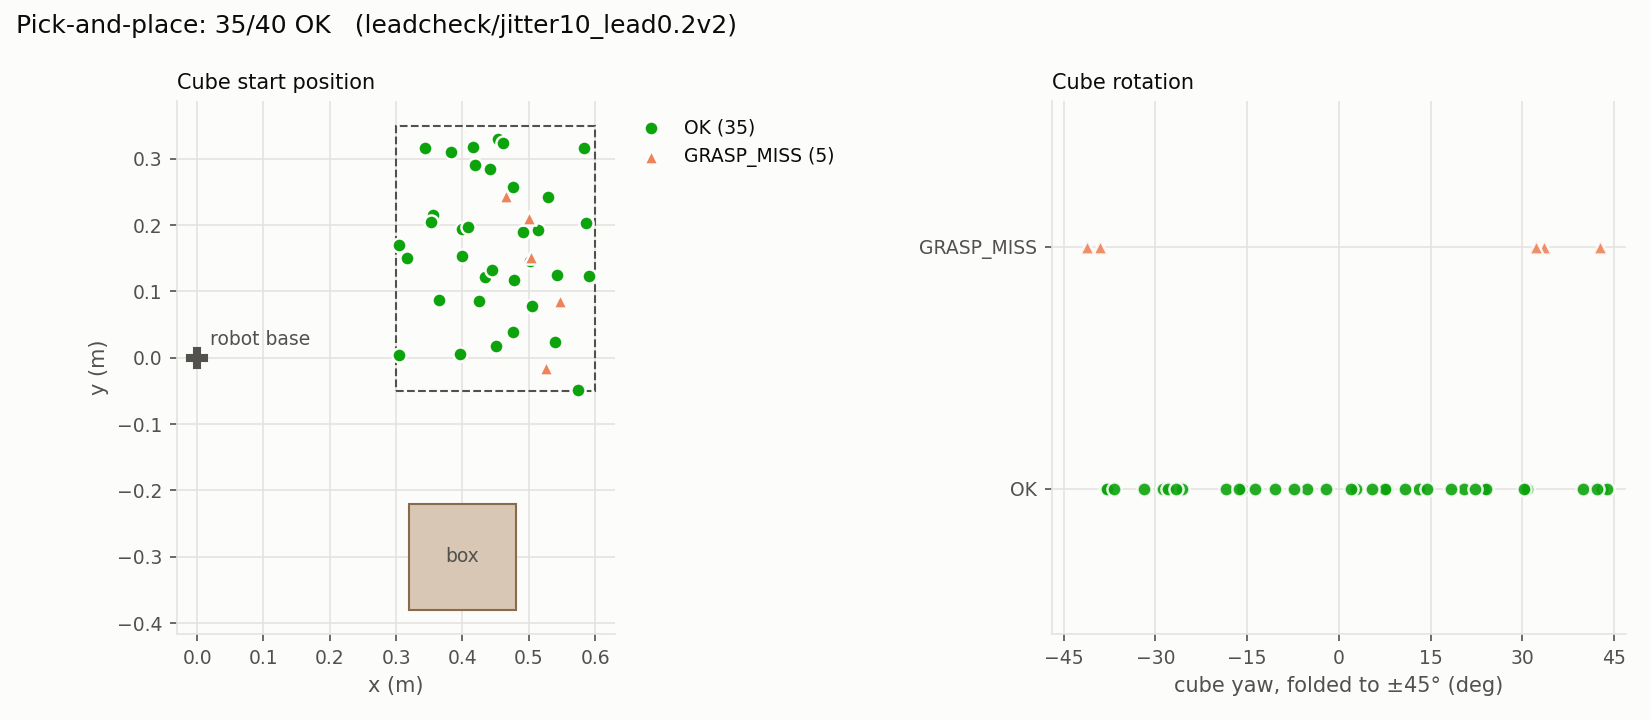 Pick-and-place: 35/40 OK   (leadcheck/jitter10_lead0.2v2)
Cube start position
OK (35)
GRASP_MISS (5)
robot base
box
y (m)
0.3
0.2
0.1
0.0
−0.1
−0.2
−0.3
−0.4
0.0 0.1 0.2 0.3 0.4 0.5 0.6
x (m)
Cube rotation
GRASP_MISS
OK
−45 −30 −15 0 15 30 45
cube yaw, folded to ±45° (deg)